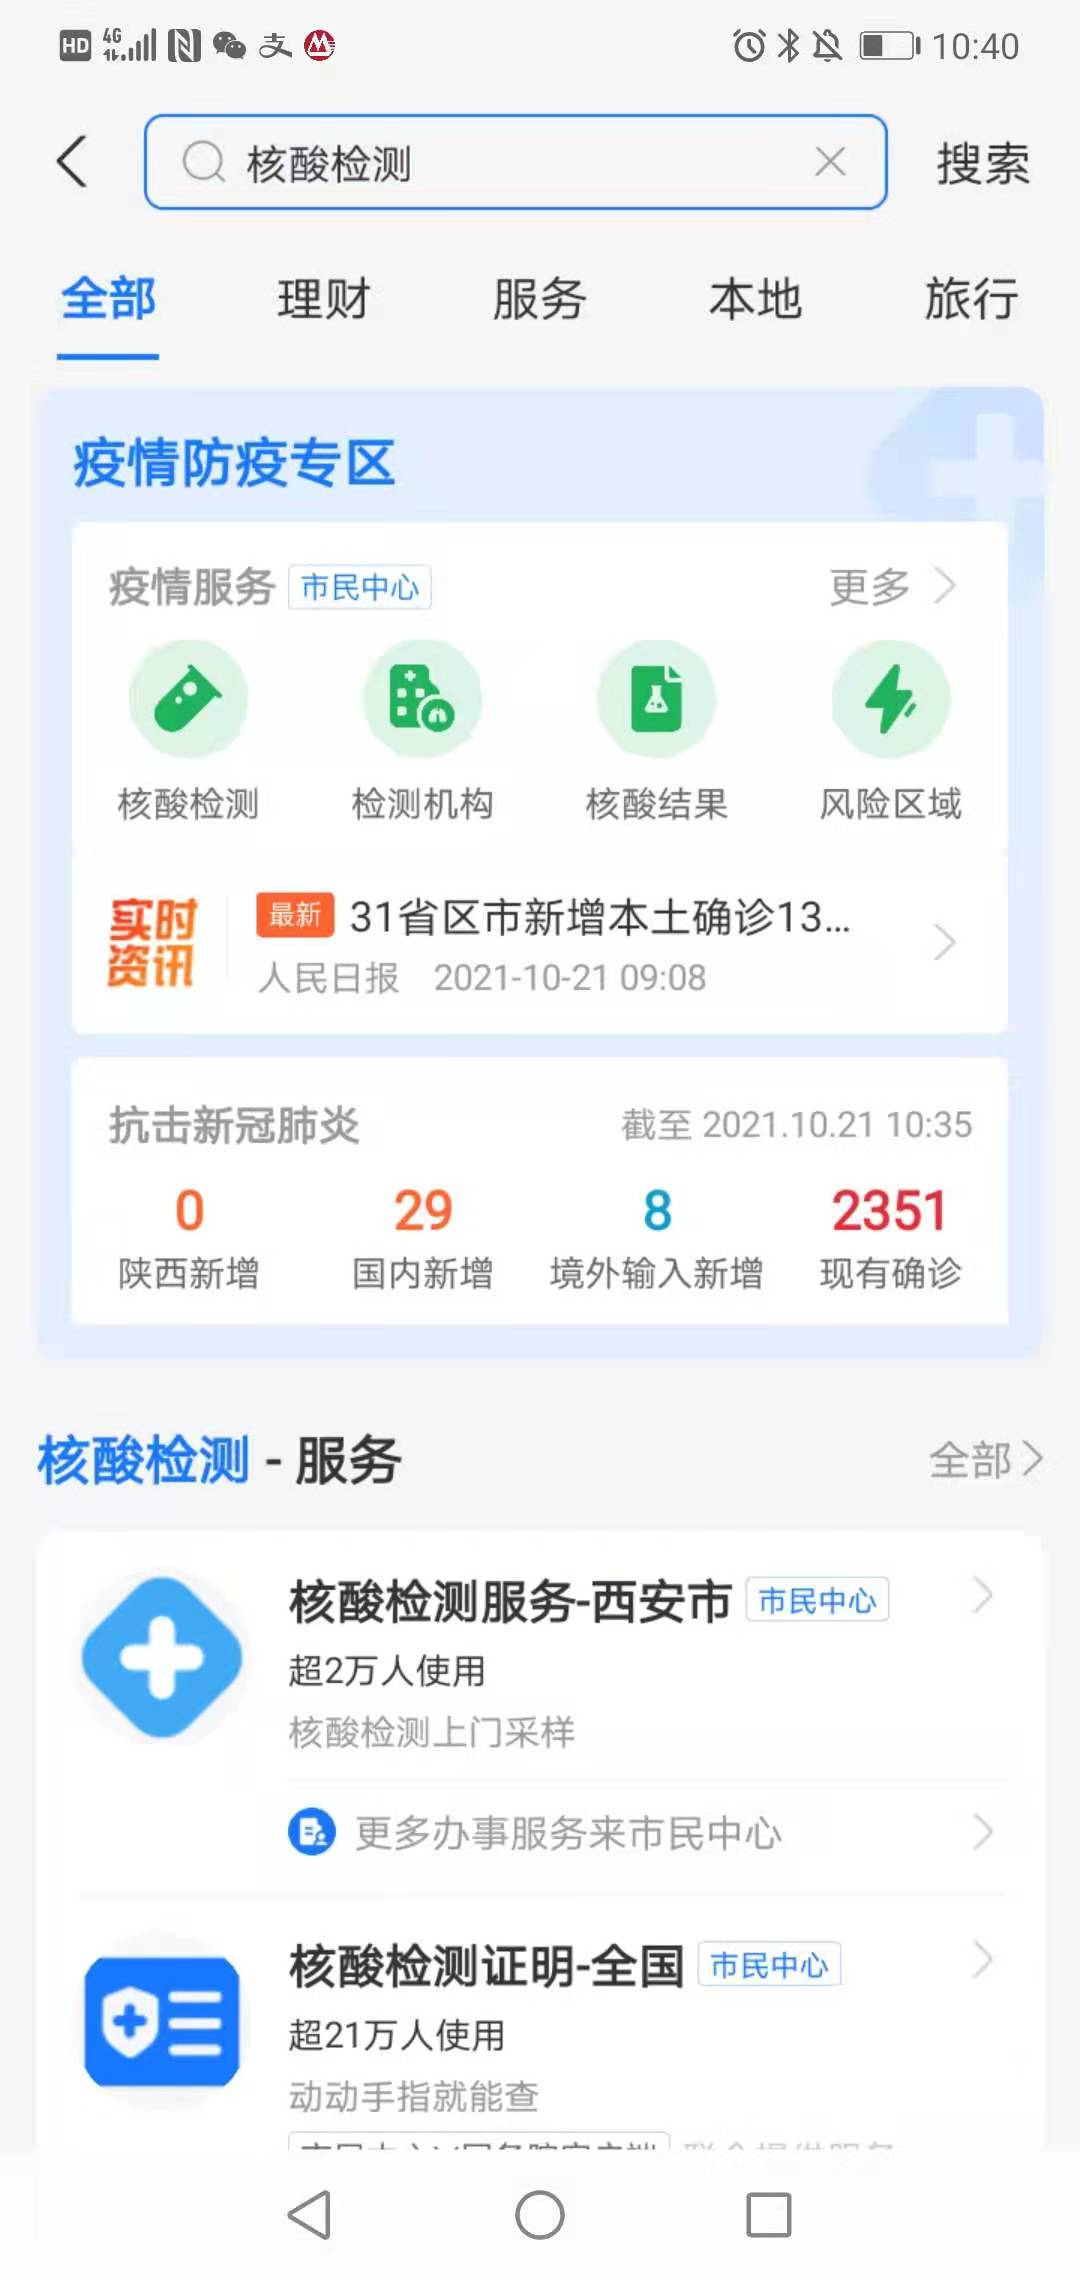 HD 4G 10:40
核酸检测 搜索
全部 理财 服务 本地 旅行
疫情防疫专区
疫情服务 市民中心 更多
核酸检测 检测机构 核酸结果 风险区域
实时资讯
最新 31省区市新增本土确诊13...
人民日报 2021-10-21 09:08
抗击新冠肺炎 截至 2021.10.21 10:35
0 29 8 2351
陕西新增 国内新增 境外输入新增 现有确诊
核酸检测 - 服务 全部
核酸检测服务-西安市 市民中心
超2万人使用
核酸检测上门采样
更多办事服务来市民中心
核酸检测证明-全国 市民中心
超21万人使用
动动手指就能查